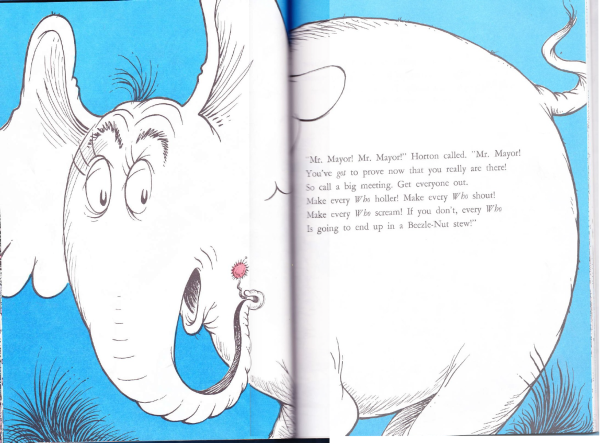 "Mr. Mayor! Mr. Mayor!" Horton called. "Mr. Mayor!
You've got to prove now that you really are there!
So call a big meeting. Get everyone out.
Make every Who holler! Make every Who shout!
Make every Who scream! If you don't, every Who
Is going to end up in a Beezle-Nut stew!"